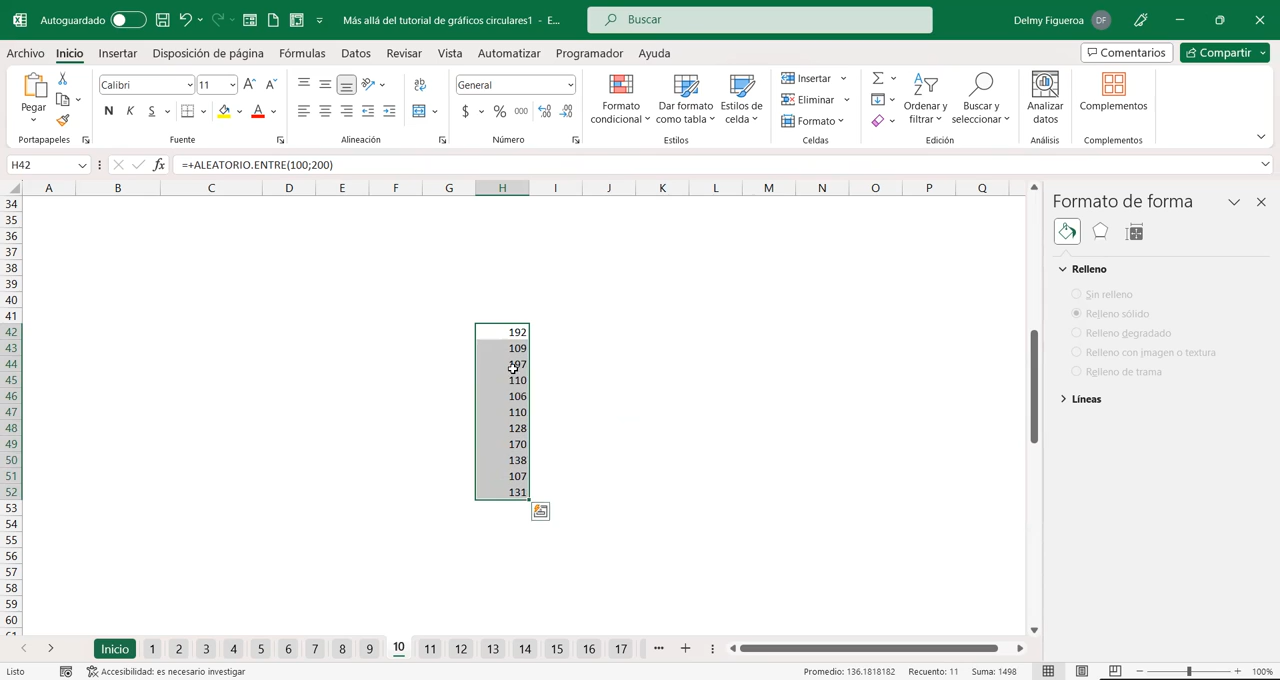 Autoguardado
Más allá del tutorial de gráficos circulares1 - E...
Buscar
Delmy Figueroa DF
Archivo Inicio Insertar Disposición de página Fórmulas Datos Revisar Vista Automatizar Programador Ayuda
Comentarios Compartir
Pegar
Portapapeles
Calibri 11
N K S
Fuente
Alineación
General
$ % 000
Número
Formato condicional
Dar formato como tabla
Estilos de celda
Estilos
Insertar
Eliminar
Formato
Celdas
Ordenar y filtrar
Buscar y seleccionar
Edición
Analizar datos
Análisis
Complementos
Complementos
H42 fx =+ALEATORIO.ENTRE(100;200)
A B C D E F G H I J K L M N O P Q
34
35
36
37
38
39
40
41
42 192
43 109
44 197
45 110
46 106
47 110
48 128
49 170
50 138
51 107
52 131
53
54
55
56
57
58
59
60
61
Formato de forma
Relleno
Sin relleno
Relleno sólido
Relleno degradado
Relleno con imagen o textura
Relleno de trama
Líneas
Inicio 1 2 3 4 5 6 7 8 9 10 11 12 13 14 15 16 17 ...
Listo
Accesibilidad: es necesario investigar
Promedio: 136.1818182 Recuento: 11 Suma: 1498
100%